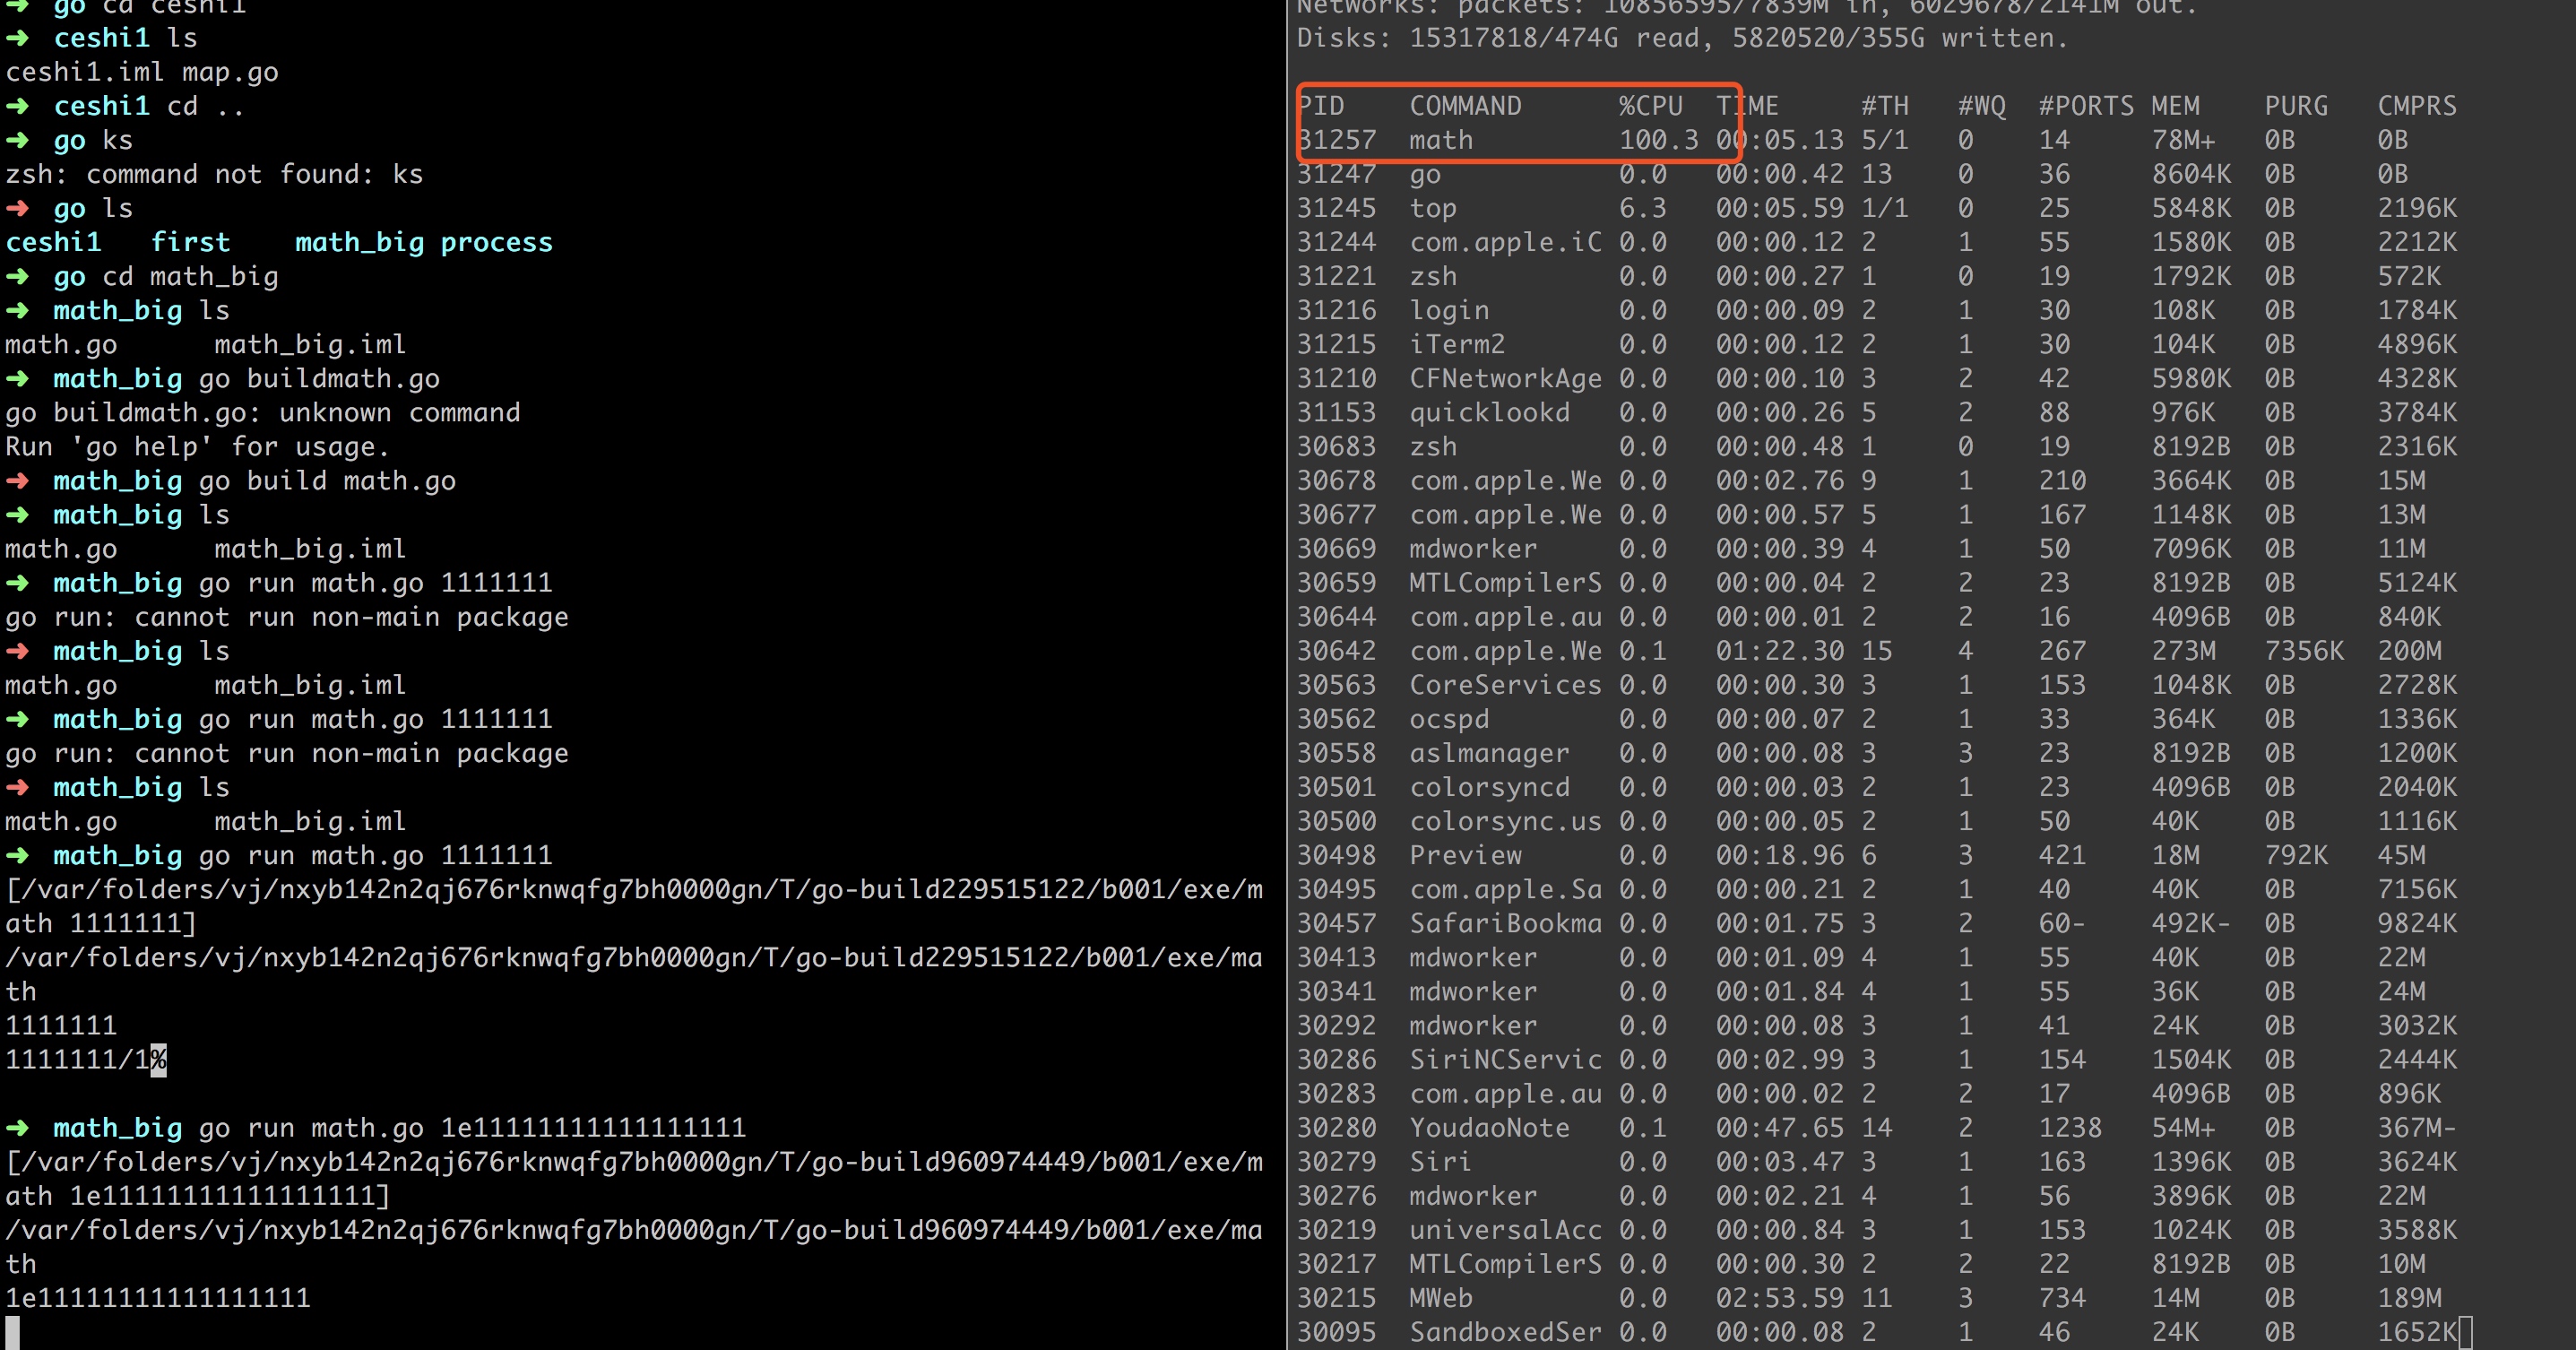 ➜  go cd ceshi1
➜  ceshi1 ls
ceshi1.iml map.go
➜  ceshi1 cd ..
➜  go ks
zsh: command not found: ks
➜  go ls
ceshi1   first    math_big process
➜  go cd math_big
➜  math_big ls
math.go      math_big.iml
➜  math_big go buildmath.go
go buildmath.go: unknown command
Run 'go help' for usage.
➜  math_big go build math.go
➜  math_big ls
math.go      math_big.iml
➜  math_big go run math.go 1111111
go run: cannot run non-main package
➜  math_big ls
math.go      math_big.iml
➜  math_big go run math.go 1111111
go run: cannot run non-main package
➜  math_big ls
math.go      math_big.iml
➜  math_big go run math.go 1111111
[/var/folders/vj/nxyb142n2qj676rknwqfg7bh0000gn/T/go-build229515122/b001/exe/m
ath 1111111]
/var/folders/vj/nxyb142n2qj676rknwqfg7bh0000gn/T/go-build229515122/b001/exe/ma
th
1111111
1111111/1%
➜  math_big go run math.go 1e11111111111111111
[/var/folders/vj/nxyb142n2qj676rknwqfg7bh0000gn/T/go-build960974449/b001/exe/m
ath 1e11111111111111111]
/var/folders/vj/nxyb142n2qj676rknwqfg7bh0000gn/T/go-build960974449/b001/exe/ma
th
1e11111111111111111
Networks: packets: 10856595/7839M in, 6029678/2141M out.
Disks: 15317818/474G read, 5820520/355G written.
PID COMMAND %CPU TIME #TH #WQ #PORTS MEM PURG CMPRS
31257 math 100.3 00:05.13 5/1 0 14 78M+ 0B 0B
31247 go 0.0 00:00.42 13 0 36 8604K 0B 0B
31245 top 6.3 00:05.59 1/1 0 25 5848K 0B 2196K
31244 com.apple.iC 0.0 00:00.12 2 1 55 1580K 0B 2212K
31221 zsh 0.0 00:00.27 1 0 19 1792K 0B 572K
31216 login 0.0 00:00.09 2 1 30 108K 0B 1784K
31215 iTerm2 0.0 00:00.12 2 1 30 104K 0B 4896K
31210 CFNetworkAge 0.0 00:00.10 3 2 42 5980K 0B 4328K
31153 quicklookd 0.0 00:00.26 5 2 88 976K 0B 3784K
30683 zsh 0.0 00:00.48 1 0 19 8192B 0B 2316K
30678 com.apple.We 0.0 00:02.76 9 1 210 3664K 0B 15M
30677 com.apple.We 0.0 00:00.57 5 1 167 1148K 0B 13M
30669 mdworker 0.0 00:00.39 4 1 50 7096K 0B 11M
30659 MTLCompilerS 0.0 00:00.04 2 2 23 8192B 0B 5124K
30644 com.apple.au 0.0 00:00.01 2 2 16 4096B 0B 840K
30642 com.apple.We 0.1 01:22.30 15 4 267 273M 7356K 200M
30563 CoreServices 0.0 00:00.30 3 1 153 1048K 0B 2728K
30562 ocspd 0.0 00:00.07 2 1 33 364K 0B 1336K
30558 aslmanager 0.0 00:00.08 3 3 23 8192B 0B 1200K
30501 colorsyncd 0.0 00:00.03 2 1 23 4096B 0B 2040K
30500 colorsync.us 0.0 00:00.05 2 1 50 40K 0B 1116K
30498 Preview 0.0 00:18.96 6 3 421 18M 792K 45M
30495 com.apple.Sa 0.0 00:00.21 2 1 40 40K 0B 7156K
30457 SafariBookma 0.0 00:01.75 3 2 60- 492K- 0B 9824K
30413 mdworker 0.0 00:01.09 4 1 55 40K 0B 22M
30341 mdworker 0.0 00:01.84 4 1 55 36K 0B 24M
30292 mdworker 0.0 00:00.08 3 1 41 24K 0B 3032K
30286 SiriNCServic 0.0 00:02.99 3 1 154 1504K 0B 2444K
30283 com.apple.au 0.0 00:00.02 2 2 17 4096B 0B 896K
30280 YoudaoNote 0.1 00:47.65 14 2 1238 54M+ 0B 367M-
30279 Siri 0.0 00:03.47 3 1 163 1396K 0B 3624K
30276 mdworker 0.0 00:02.21 4 1 56 3896K 0B 22M
30219 universalAcc 0.0 00:00.84 3 1 153 1024K 0B 3588K
30217 MTLCompilerS 0.0 00:00.30 2 2 22 8192B 0B 10M
30215 MWeb 0.0 02:53.59 11 3 734 14M 0B 189M
30095 SandboxedSer 0.0 00:00.08 2 1 46 24K 0B 1652K